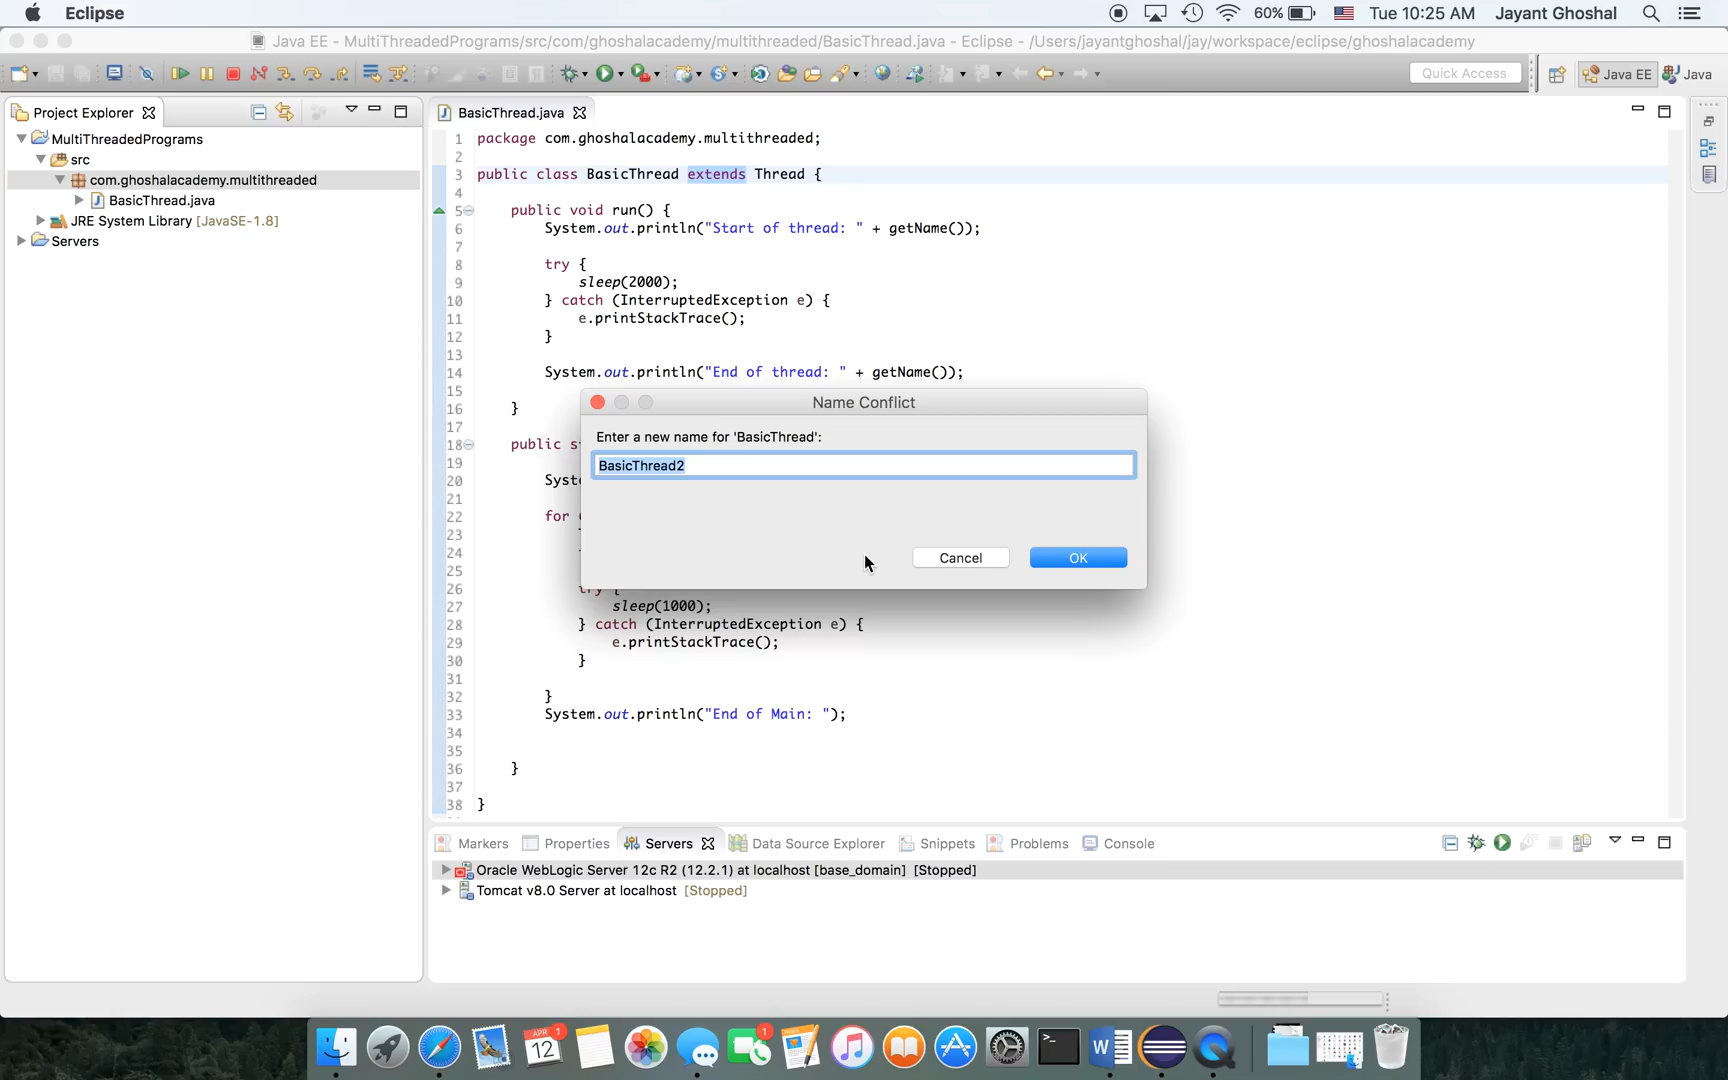 Eclipse
60%
Tue 10:25 AM
Jayant Ghoshal
Java EE - MultiThreadedPrograms/src/com/ghoshalacademy/multithreaded/BasicThread.java - Eclipse - /Users/jayantghoshal/jay/workspace/eclipse/ghoshalacademy
Quick Access
Java EE
Java
Project Explorer
MultiThreadedPrograms
src
com.ghoshalacademy.multithreaded
BasicThread.java
JRE System Library [JavaSE-1.8]
Servers
BasicThread.java
1 package com.ghoshalacademy.multithreaded;
2
3 public class BasicThread extends Thread {
4
5 public void run() {
6 System.out.println("Start of thread: " + getName());
7
8 try {
9 sleep(2000);
10 } catch (InterruptedException e) {
11 e.printStackTrace();
12 }
13
14 System.out.println("End of thread: " + getName());
15
16 }
17
18 public s
19
20 Syst
21
22 for
23
24
25
26 try {
27 sleep(1000);
28 } catch (InterruptedException e) {
29 e.printStackTrace();
30 }
31
32 }
33 System.out.println("End of Main: ");
34
35
36 }
37
38 }
Name Conflict
Enter a new name for 'BasicThread':
BasicThread2
Cancel
OK
Markers
Properties
Servers
Data Source Explorer
Snippets
Problems
Console
Oracle WebLogic Server 12c R2 (12.2.1) at localhost [base_domain] [Stopped]
Tomcat v8.0 Server at localhost [Stopped]
APR
12
1
1
W